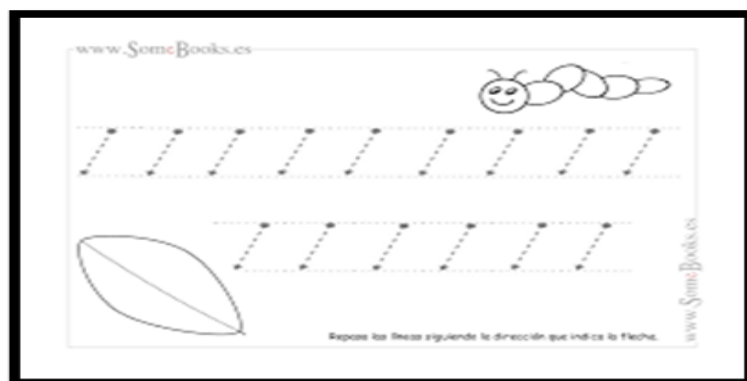 www.SomeBooks.es
www.SomeBooks.es
Repasa las líneas siguiendo la dirección que indica la flecha.